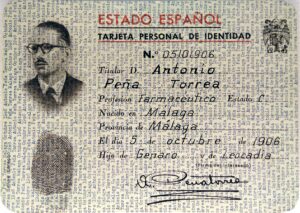 ESTADO ESPAÑOL
TARJETA PERSONAL DE IDENTIDAD
N.º 05101906
Titular D. Antonio
Peña Torrea
Profesión Farmacéutico Estado C.
Nacido en Málaga
Provincia de Málaga
El día 5 de octubre de 1906
Hijo de Genaro y de Leocadia